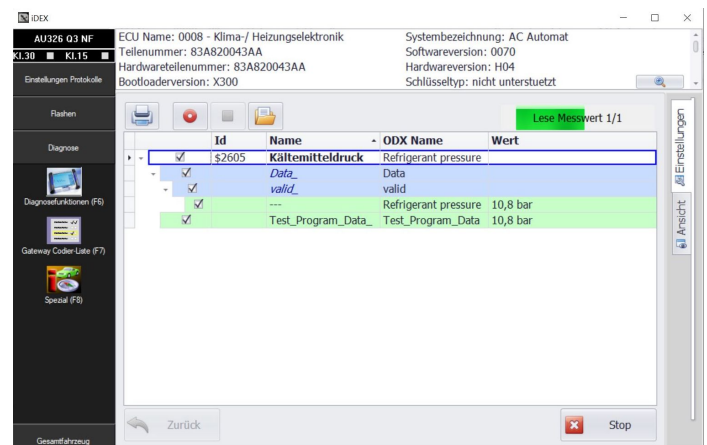 iDEX
AU326 Q3 NF
Kl.30 Kl.15
Einstellungen Protokolle
Flashen
Diagnose
Diagnosefunktionen (F6)
Gateway Codier-Liste (F7)
Spezial (F8)
Gesamtfahrzeug
ECU Name: 0008 - Klima-/ Heizungselektronik
Teilenummer: 83A820043AA
Hardwareteilenummer: 83A820043AA
Bootloaderversion: X300
Systembezeichnung: AC Automat
Softwareversion: 0070
Hardwareversion: H04
Schlüsseltyp: nicht unterstuetzt
Lese Messwert 1/1
Id Name ODX Name Wert
$2605 Kältemitteldruck Refrigerant pressure
Data_ Data
valid_ valid
--- Refrigerant pressure 10,8 bar
Test_Program_Data_ Test_Program_Data 10,8 bar
Zurück
Stop
Einstellungen
Ansicht